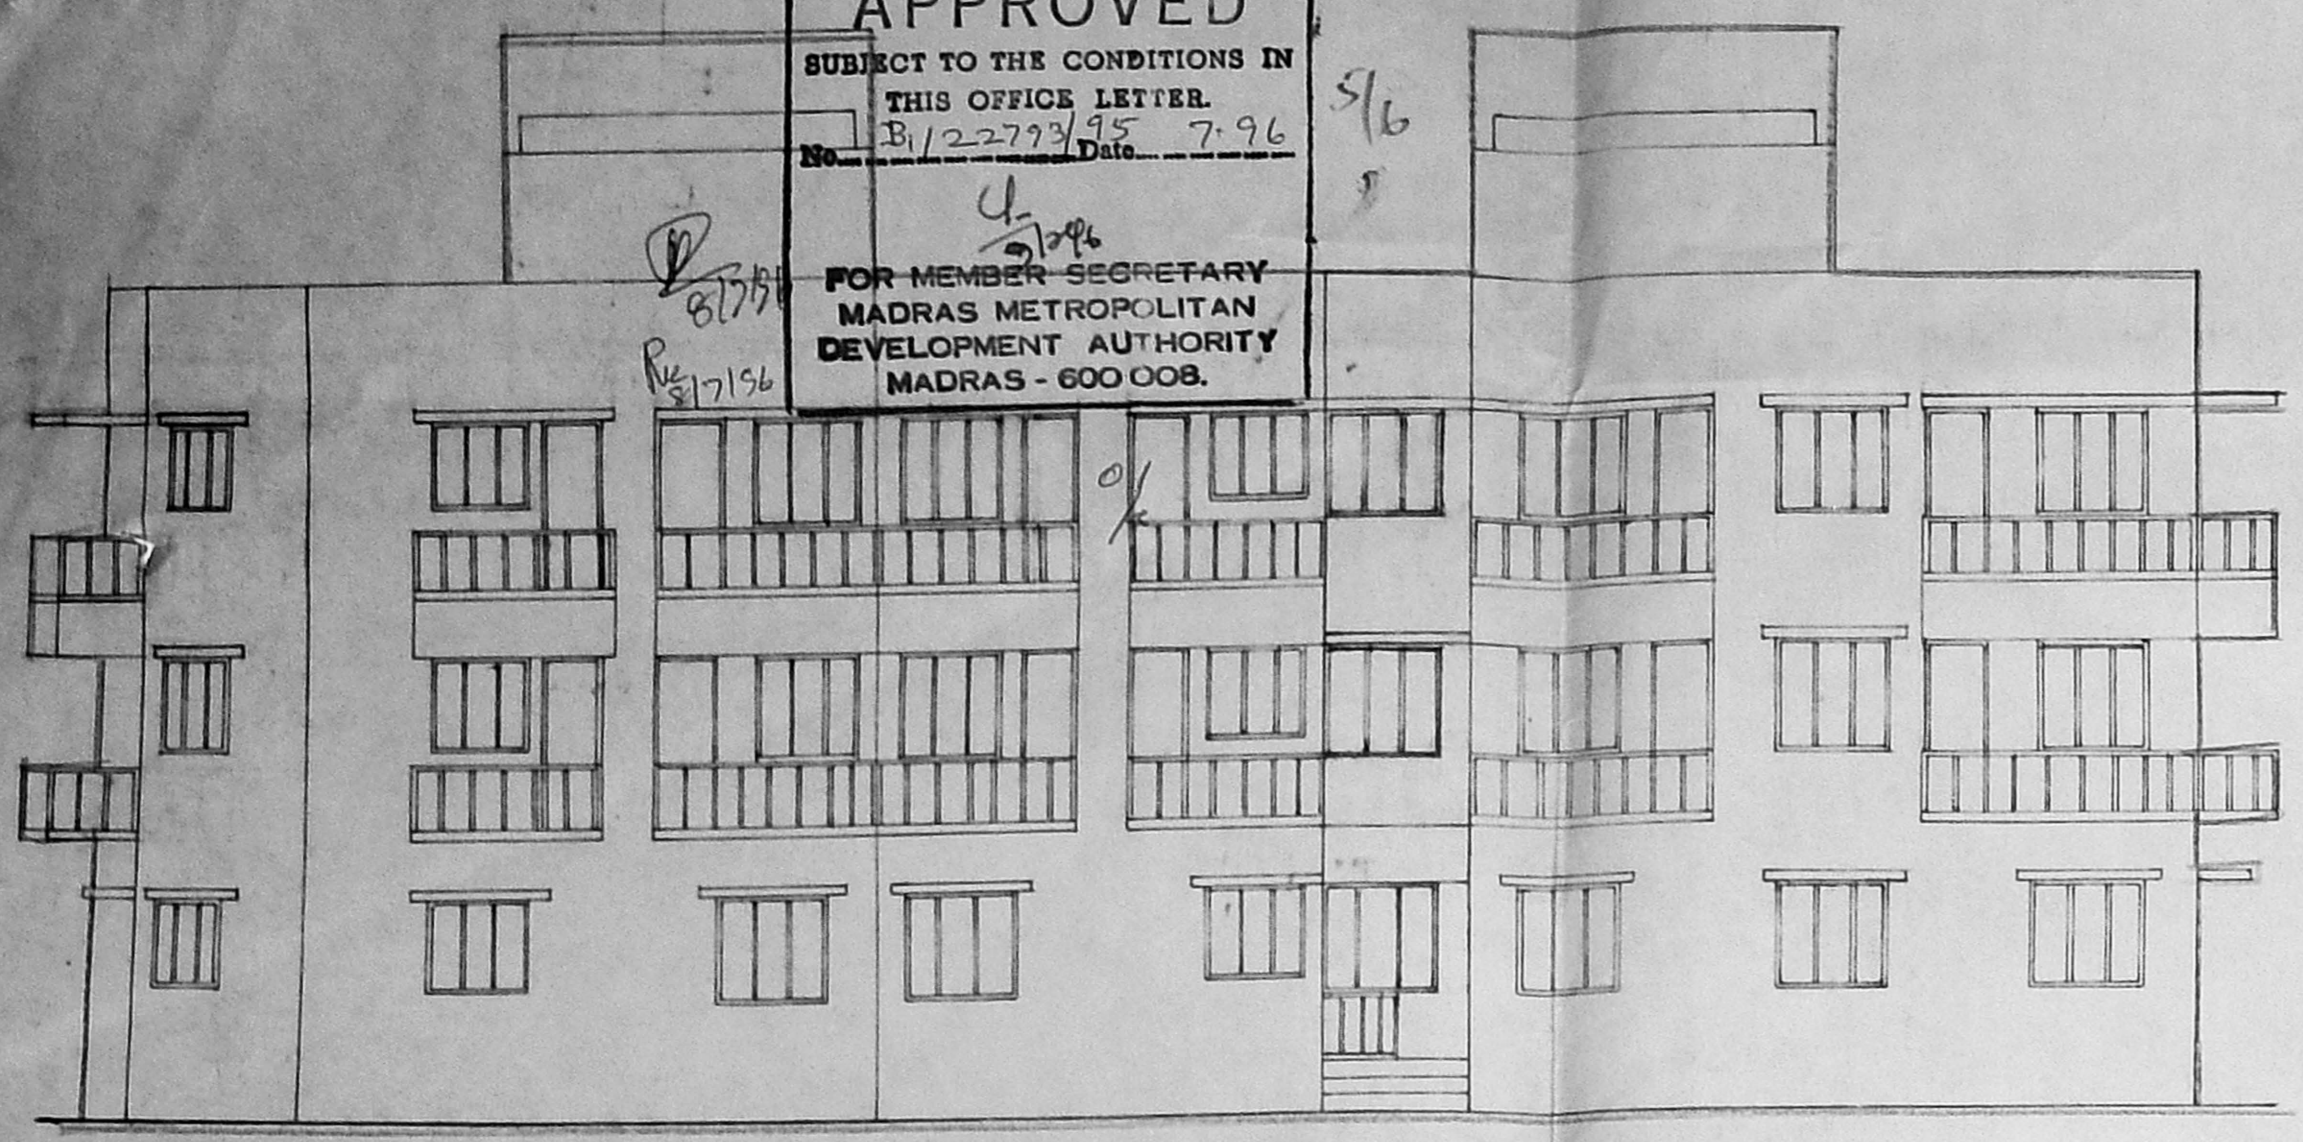 APPROVED
SUBJECT TO THE CONDITIONS IN
THIS OFFICE LETTER.
No. B1/22793/95 Date 7.96
5/6
8/7/96
FOR MEMBER SECRETARY
MADRAS METROPOLITAN
DEVELOPMENT AUTHORITY
MADRAS - 600 008.
8/7/96